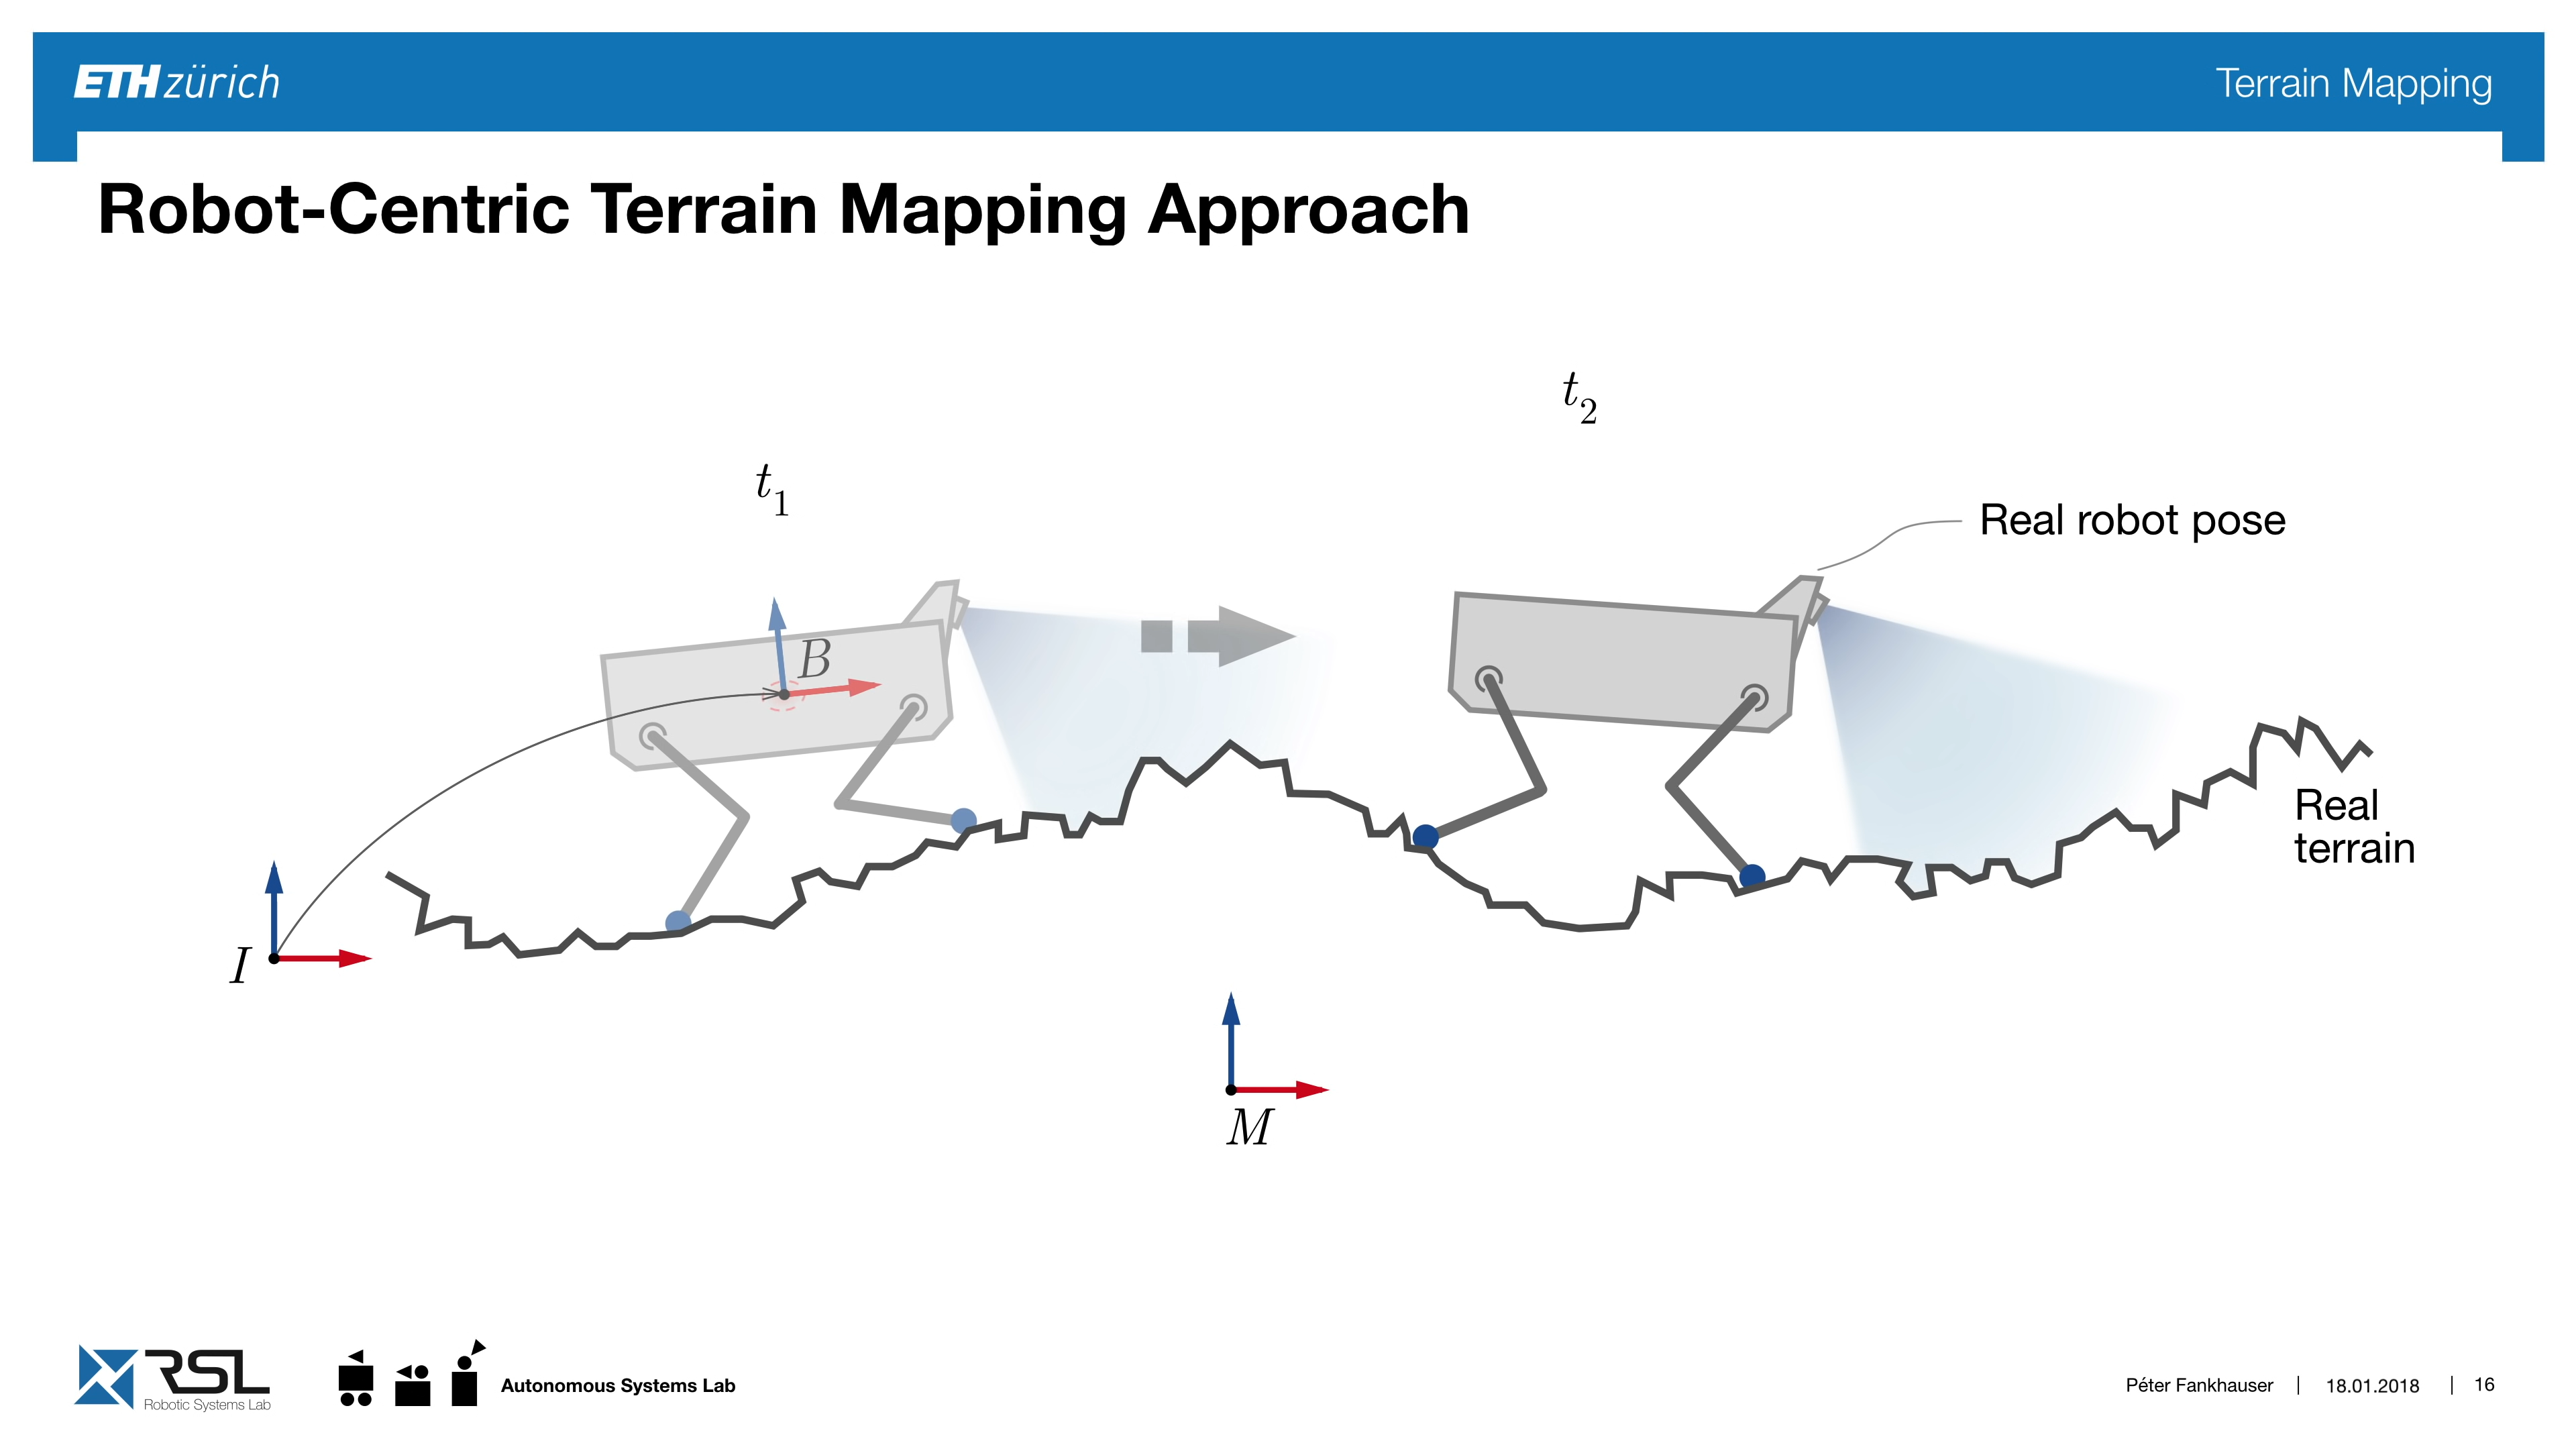 ETH zürich
Terrain Mapping
Robot-Centric Terrain Mapping Approach
t2
t1
Real robot pose
B
Real
terrain
I
M
RSL
Robotic Systems Lab
Autonomous Systems Lab
Péter Fankhauser | 18.01.2018 | 16